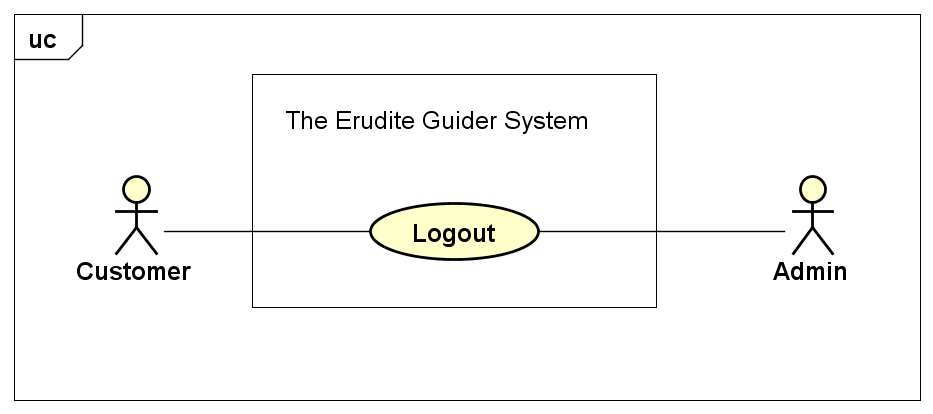 uc
The Erudite Guider System
Logout
Customer
Admin